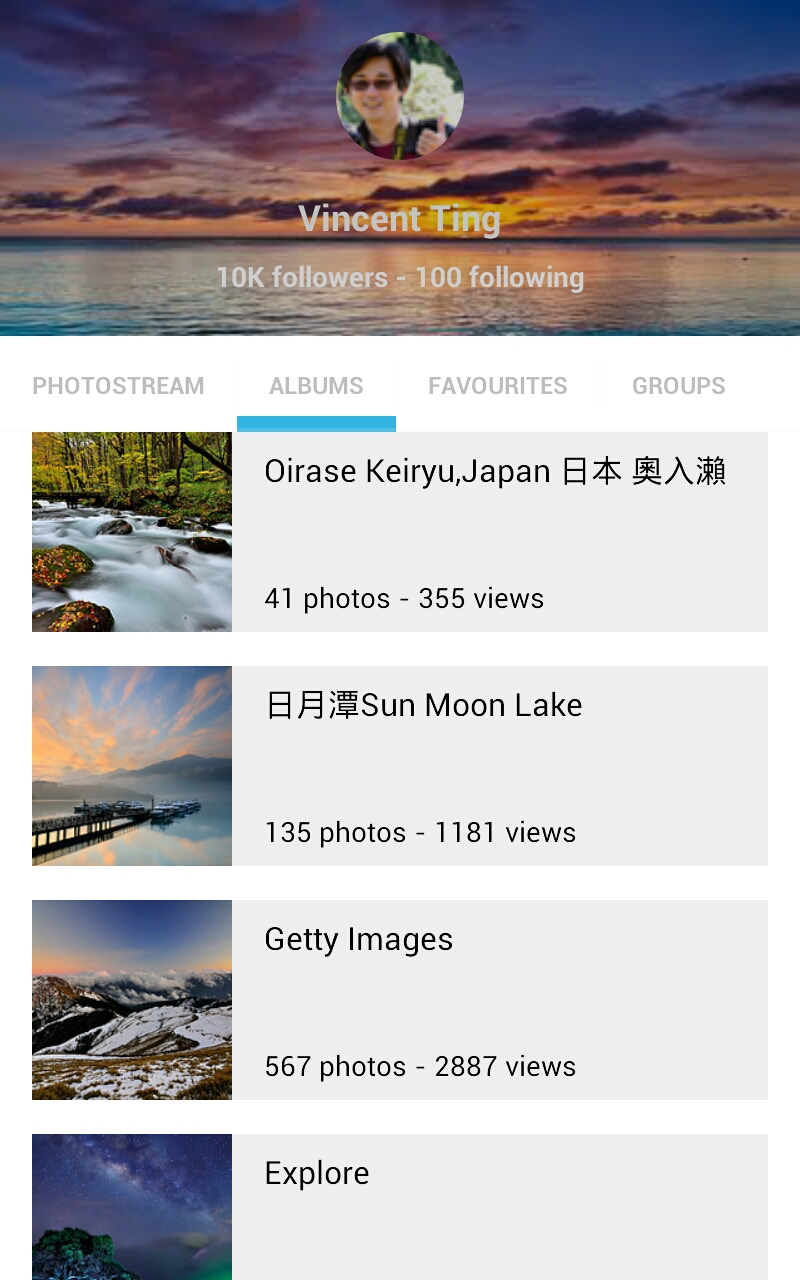 Vincent Ting
10K followers - 100 following
PHOTOSTREAM ALBUMS FAVOURITES GROUPS
Oirase Keiryu,Japan 日本 奧入瀨
41 photos - 355 views
日月潭Sun Moon Lake
135 photos - 1181 views
Getty Images
567 photos - 2887 views
Explore